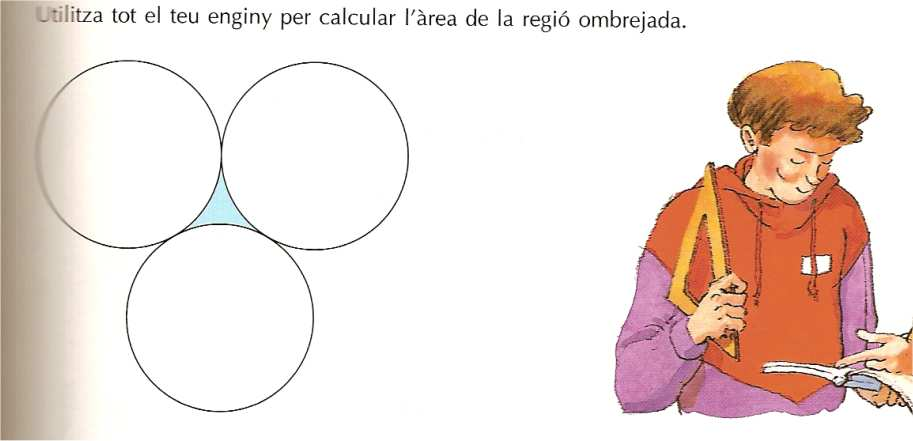 Utilitza tot el teu enginy per calcular l'àrea de la regió ombrejada.